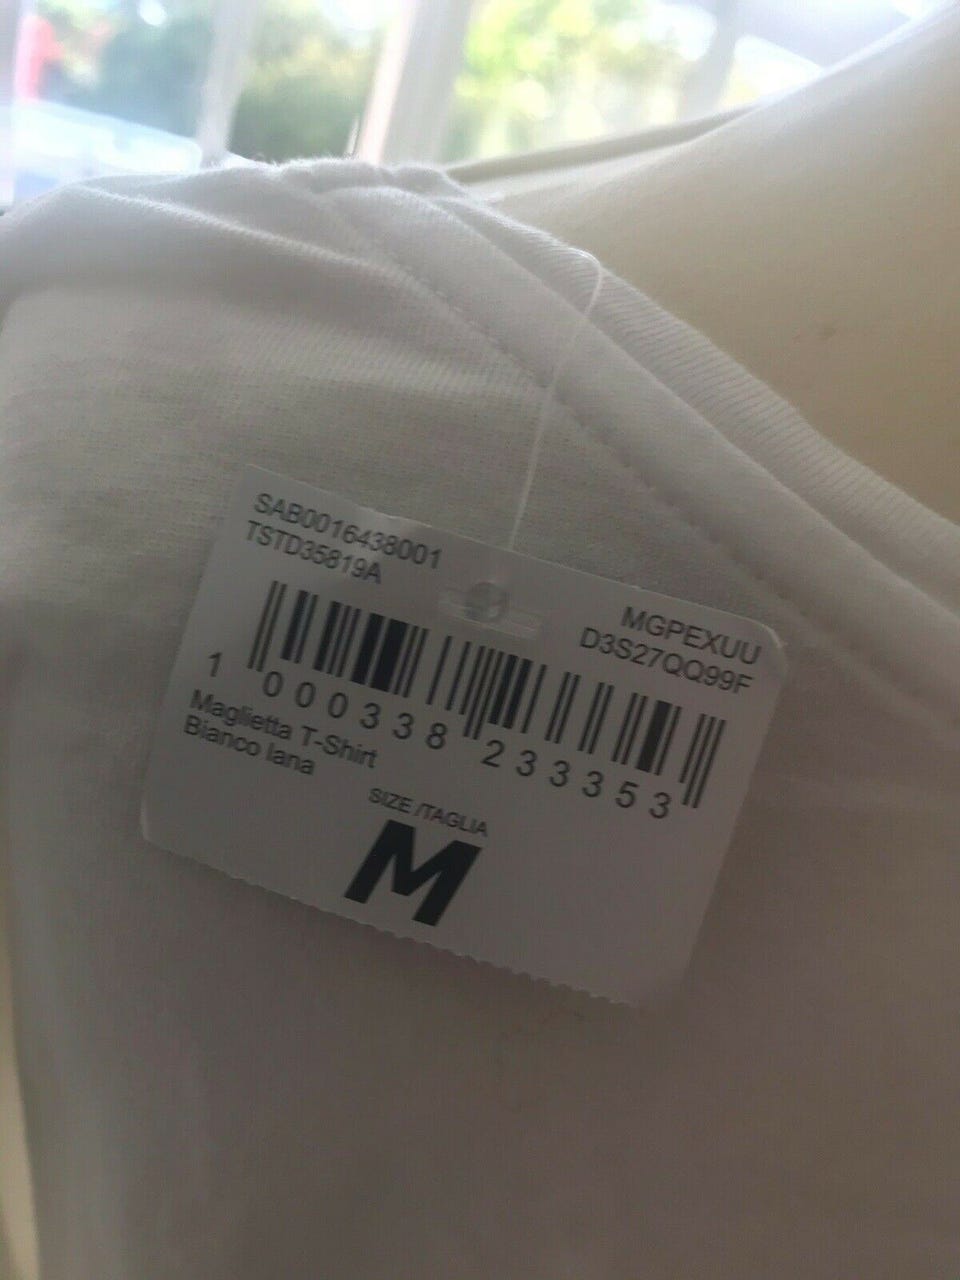 SAB0016438001
TSTD35819A
MGPEXUU
D3S27QQ99F
1 000338 233353
Maglietta T-Shirt
Bianco lana
SIZE /TAGLIA
M